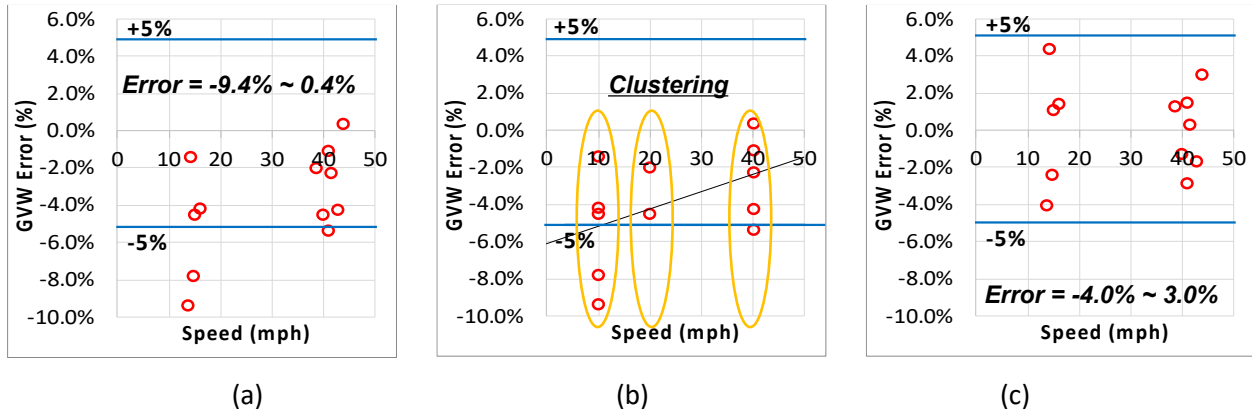 6.0%
4.0%
2.0%
0.0%
-2.0%
-4.0%
-6.0%
-8.0%
-10.0%
GVW Error (%)
+5%
Error = -9.4% ~ 0.4%
0 10 20 30 40 50
-5%
Speed (mph)
(a)
6.0%
4.0%
2.0%
0.0%
-2.0%
-4.0%
-6.0%
-8.0%
-10.0%
GVW Error (%)
+5%
Clustering
0 10 20 30 40 50
-5%
Speed (mph)
(b)
6.0%
4.0%
2.0%
0.0%
-2.0%
-4.0%
-6.0%
-8.0%
-10.0%
GVW Error (%)
+5%
0 10 20 30 40 50
-5%
Error = -4.0% ~ 3.0%
Speed (mph)
(c)